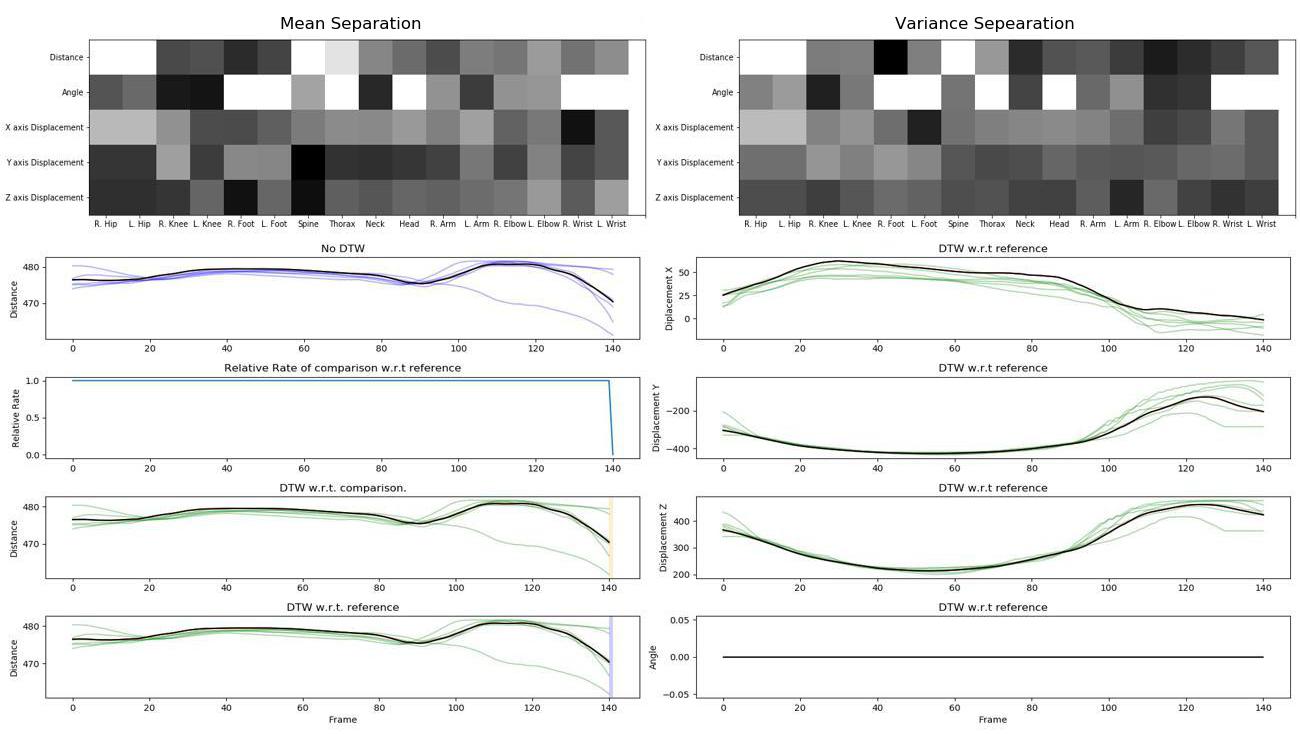 Mean Separation
Variance Sepearation
Distance
Angle
X axis Displacement
Y axis Displacement
Z axis Displacement
R. Hip L. Hip R. Knee L. Knee R. Foot L. Foot Spine Thorax Neck Head R. Arm L. Arm R. Elbow L. Elbow R. Wrist L. Wrist
Distance
Angle
X axis Displacement
Y axis Displacement
Z axis Displacement
R. Hip L. Hip R. Knee L. Knee R. Foot L. Foot Spine Thorax Neck Head R. Arm L. Arm R. Elbow L. Elbow R. Wrist L. Wrist
No DTW
Distance
480
470
0 20 40 60 80 100 120 140
DTW w.r.t reference
Diplacement X
50
25
0
0 20 40 60 80 100 120 140
Relative Rate of comparison w.r.t reference
Relative Rate
1.0
0.5
0.0
0 20 40 60 80 100 120 140
DTW w.r.t reference
Displacement Y
−200
−400
0 20 40 60 80 100 120 140
DTW w.r.t. comparison.
Distance
480
470
0 20 40 60 80 100 120 140
DTW w.r.t reference
Displacement Z
400
300
200
0 20 40 60 80 100 120 140
DTW w.r.t. reference
Distance
480
470
0 20 40 60 80 100 120 140
Frame
DTW w.r.t reference
Angle
0.05
0.00
−0.05
0 20 40 60 80 100 120 140
Frame